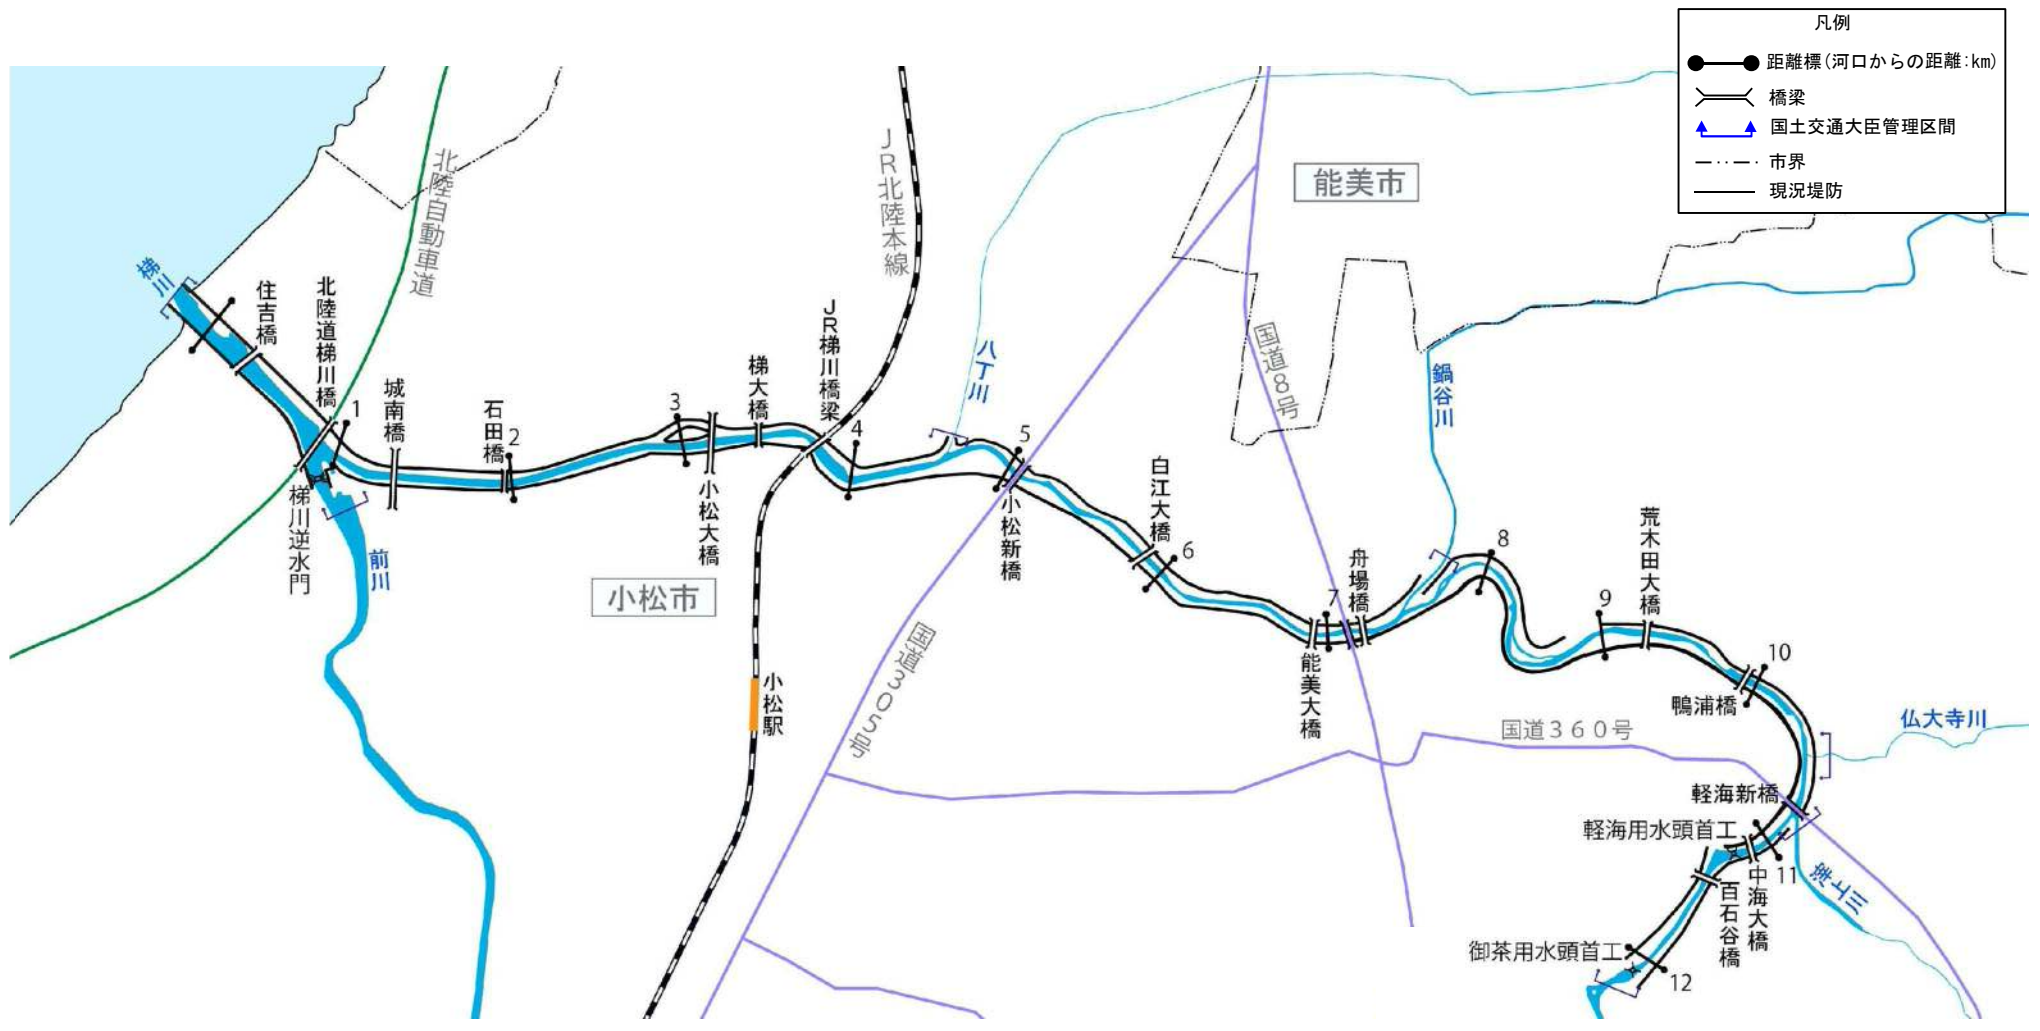 凡例
距離標(河口からの距離:km)
橋梁
国土交通大臣管理区間
市界
現況堤防
能美市
小松市
北陸自動車道
JR北陸本線
国道8号
国道305号
国道360号
梯川
住吉橋
北陸道梯川橋
1
城南橋
石田橋
2
3
小松大橋
梯大橋
JR梯川橋梁
4
八丁川
5
小松新橋
白江大橋
6
7
能美大橋
舟場橋
鍋谷川
8
9
荒木田大橋
10
鴨浦橋
仏大寺川
軽海新橋
軽海用水頭首工
11
中海大橋
百石谷橋
滓上川
御茶用水頭首工
12
梯川逆水門
前川
小松駅